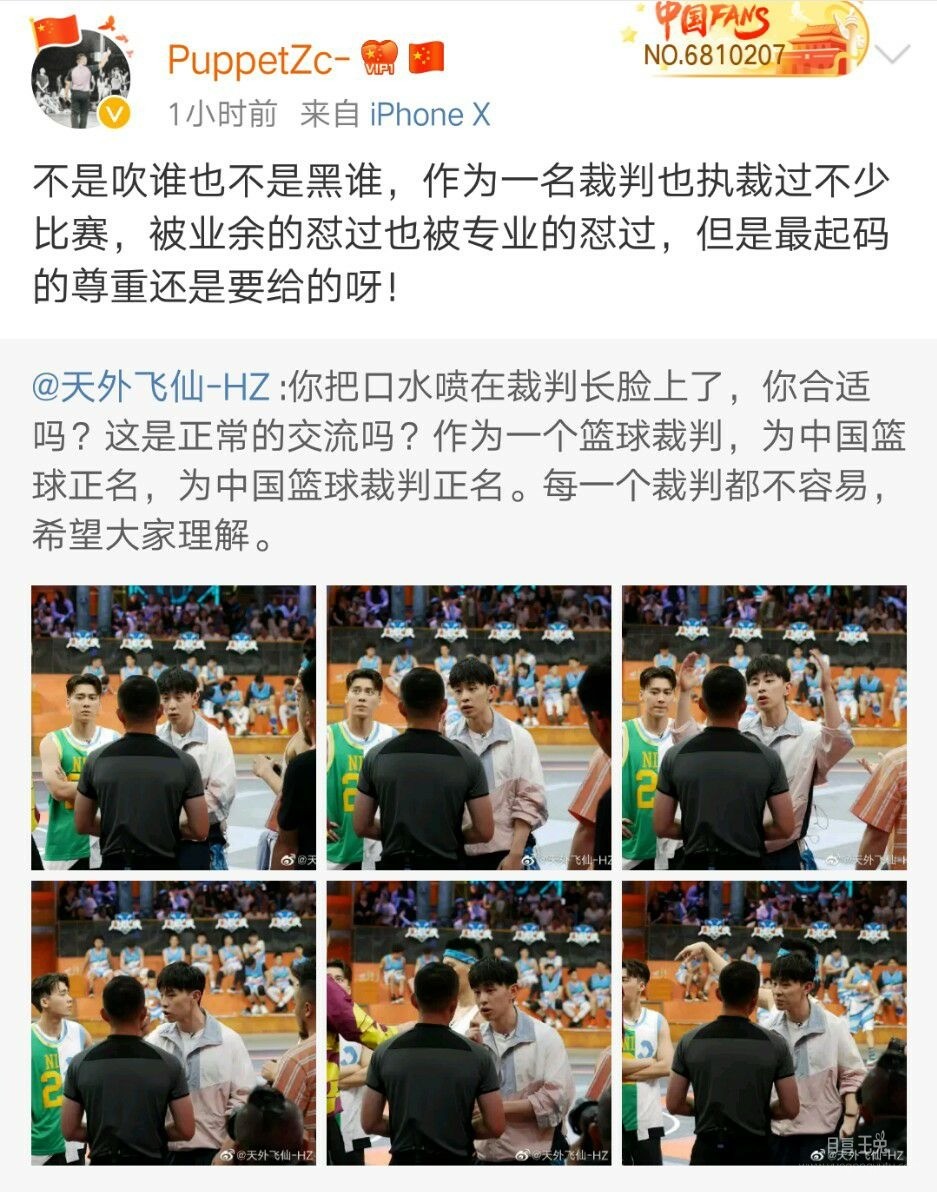 中国FANS
PuppetZc- VIP1
NO.6810207
1小时前 来自 iPhone X
不是吹谁也不是黑谁，作为一名裁判也执裁过不少
比赛，被业余的怼过也被专业的怼过，但是最起码
的尊重还是要给的呀！
@天外飞仙-HZ :你把口水喷在裁判长脸上了，你合适
吗？这是正常的交流吗？作为一个篮球裁判，为中国篮
球正名，为中国篮球裁判正名。每一个裁判都不容易，
希望大家理解。
NI
2
@天
NI
2
@天外飞仙-HZ
NI
2
@天外飞仙-H
2
@天外飞仙-HZ
@天外飞仙-HZ
@天外飞仙-HZ